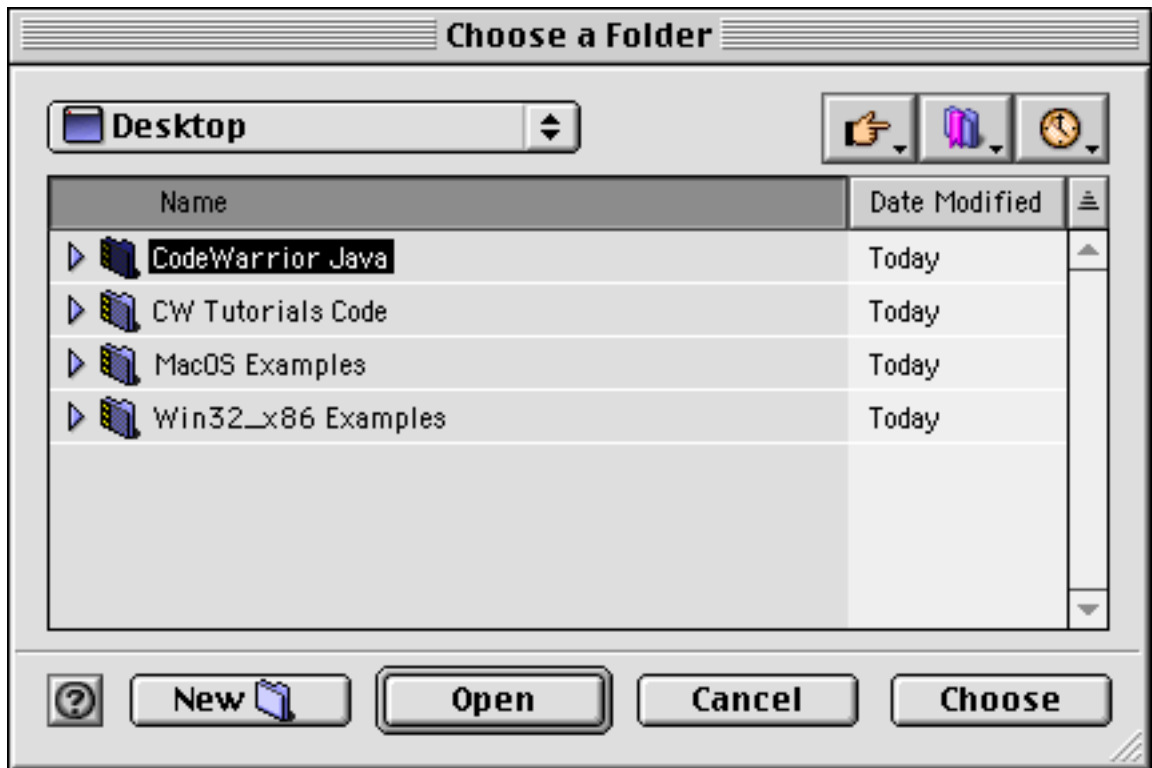 Choose a Folder
Desktop
Name Date Modified
CodeWarrior Java Today
CW Tutorials Code Today
MacOS Examples Today
Win32_x86 Examples Today
? New Open Cancel Choose